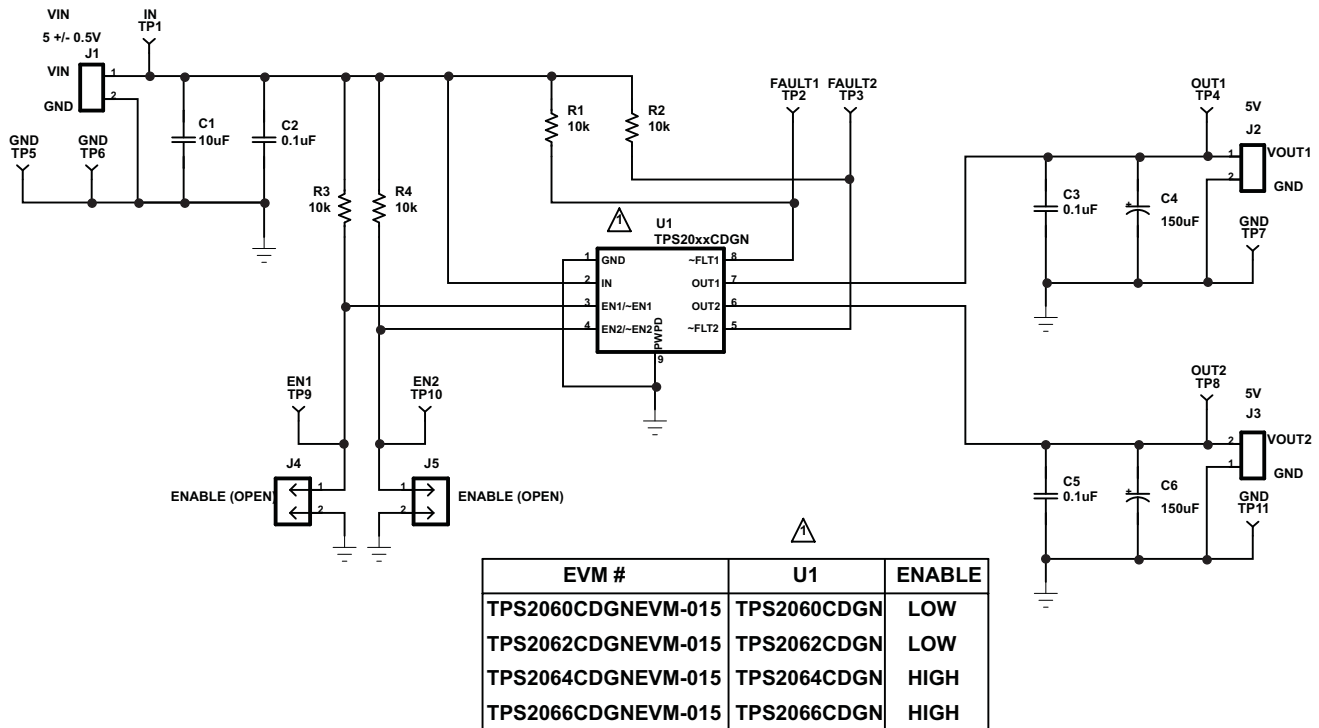 VIN
5 +/- 0.5V
J1
VIN
1
2
GND
IN
TP1
GND
TP5
GND
TP6
C1
10uF
C2
0.1uF
R3
10k
R4
10k
R1
10k
R2
10k
FAULT1
TP2
FAULT2
TP3
1
U1
TPS20xxCDGN
1
GND
2
IN
3
EN1/~EN1
4
EN2/~EN2
~FLT1
8
OUT1
7
OUT2
6
~FLT2
5
PWPD
9
OUT1
TP4
5V
J2
1
VOUT1
2
GND
C3
0.1uF
C4
+
150uF
GND
TP7
OUT2
TP8
5V
J3
2
VOUT2
1
GND
C5
0.1uF
C6
+
150uF
GND
TP11
EN1
TP9
EN2
TP10
J4
ENABLE (OPEN)
1
2
J5
1
2
ENABLE (OPEN)
1
EVM # U1 ENABLE
TPS2060CDGNEVM-015 TPS2060CDGN LOW
TPS2062CDGNEVM-015 TPS2062CDGN LOW
TPS2064CDGNEVM-015 TPS2064CDGN HIGH
TPS2066CDGNEVM-015 TPS2066CDGN HIGH